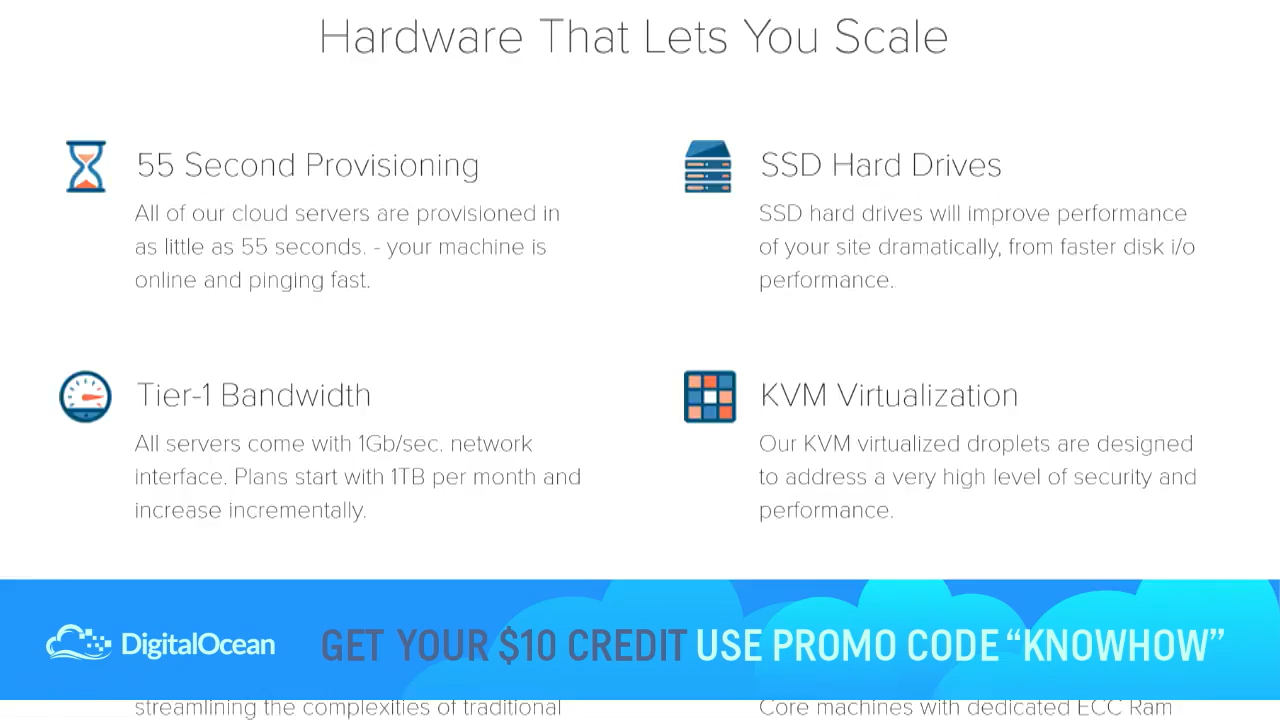 Hardware That Lets You Scale
55 Second Provisioning
All of our cloud servers are provisioned in
as little as 55 seconds. - your machine is
online and pinging fast.
SSD Hard Drives
SSD hard drives will improve performance
of your site dramatically, from faster disk i/o
performance.
Tier-1 Bandwidth
All servers come with 1Gb/sec. network
interface. Plans start with 1TB per month and
increase incrementally.
KVM Virtualization
Our KVM virtualized droplets are designed
to address a very high level of security and
performance.
DigitalOcean
GET YOUR $10 CREDIT USE PROMO CODE “KNOWHOW”
streamlining the complexities of traditional
Core machines with dedicated ECC Ram